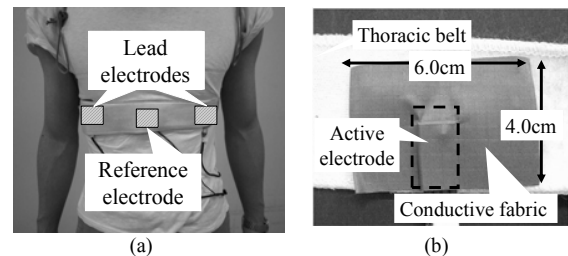 Lead
electrodes
Reference
electrode
(a)
Thoracic belt
6.0cm
4.0cm
Active
electrode
Conductive fabric
(b)